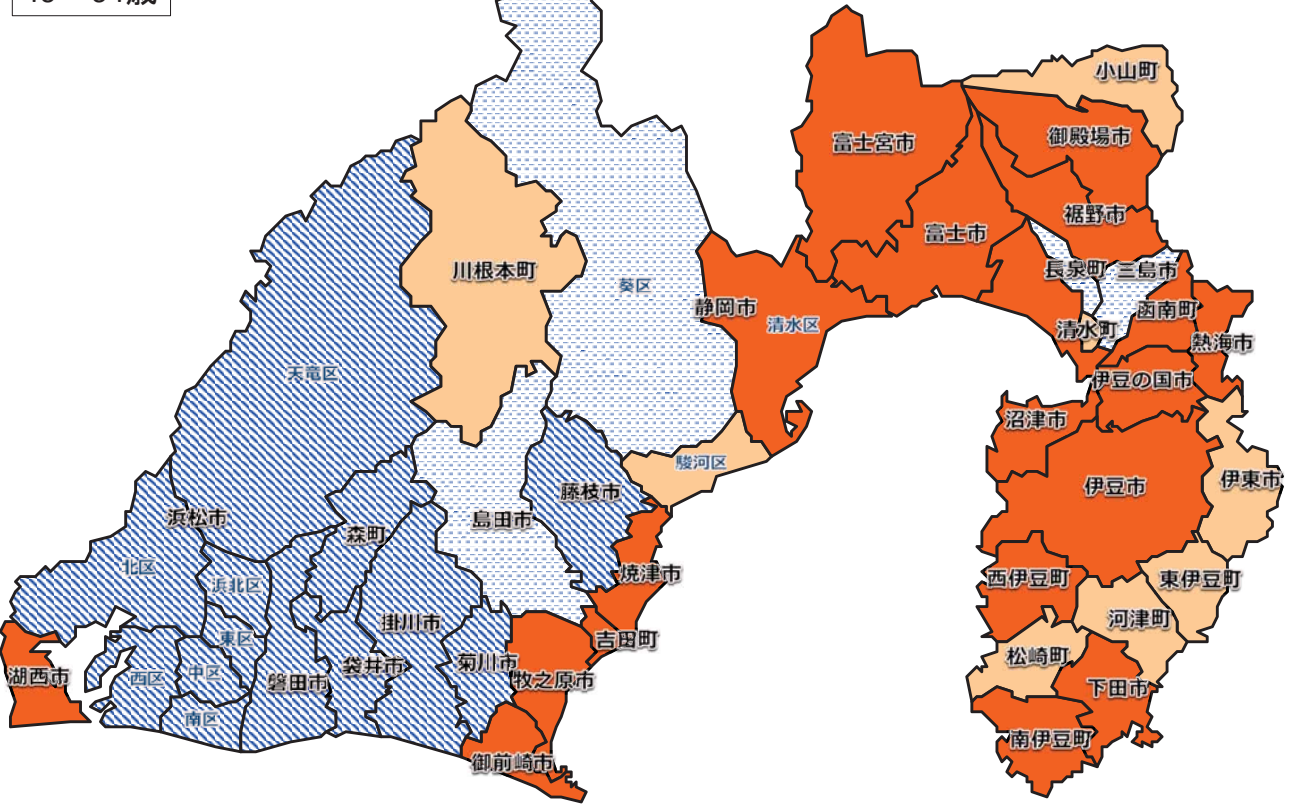 小山町
御殿場市
富士宮市
裾野市
富士市
長泉町
三島市
川根本町
葵区
静岡市
清水区
函南町
清水町
熱海市
天竜区
伊豆の国市
沼津市
駿河区
伊東市
伊豆市
藤枝市
島田市
浜松市
森町
北区
浜北区
焼津市
西伊豆町
東伊豆町
掛川市
河津町
東区
吉田町
袋井市
菊川市
松崎町
湖西市
西区
中区
磐田市
牧之原市
下田市
南区
南伊豆町
御前崎市